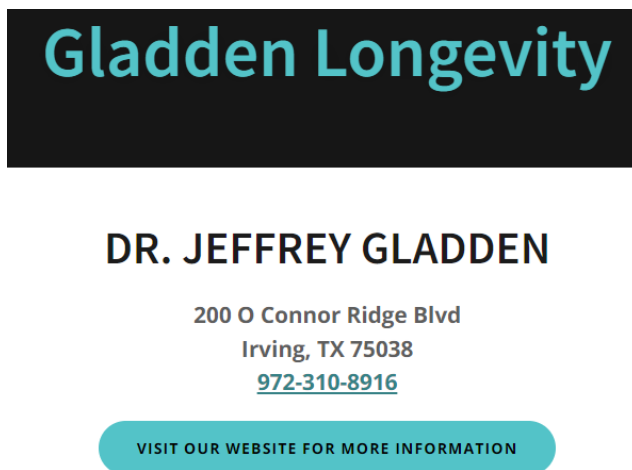 Gladden Longevity
DR. JEFFREY GLADDEN
200 O Connor Ridge Blvd
Irving, TX 75038
972-310-8916
VISIT OUR WEBSITE FOR MORE INFORMATION